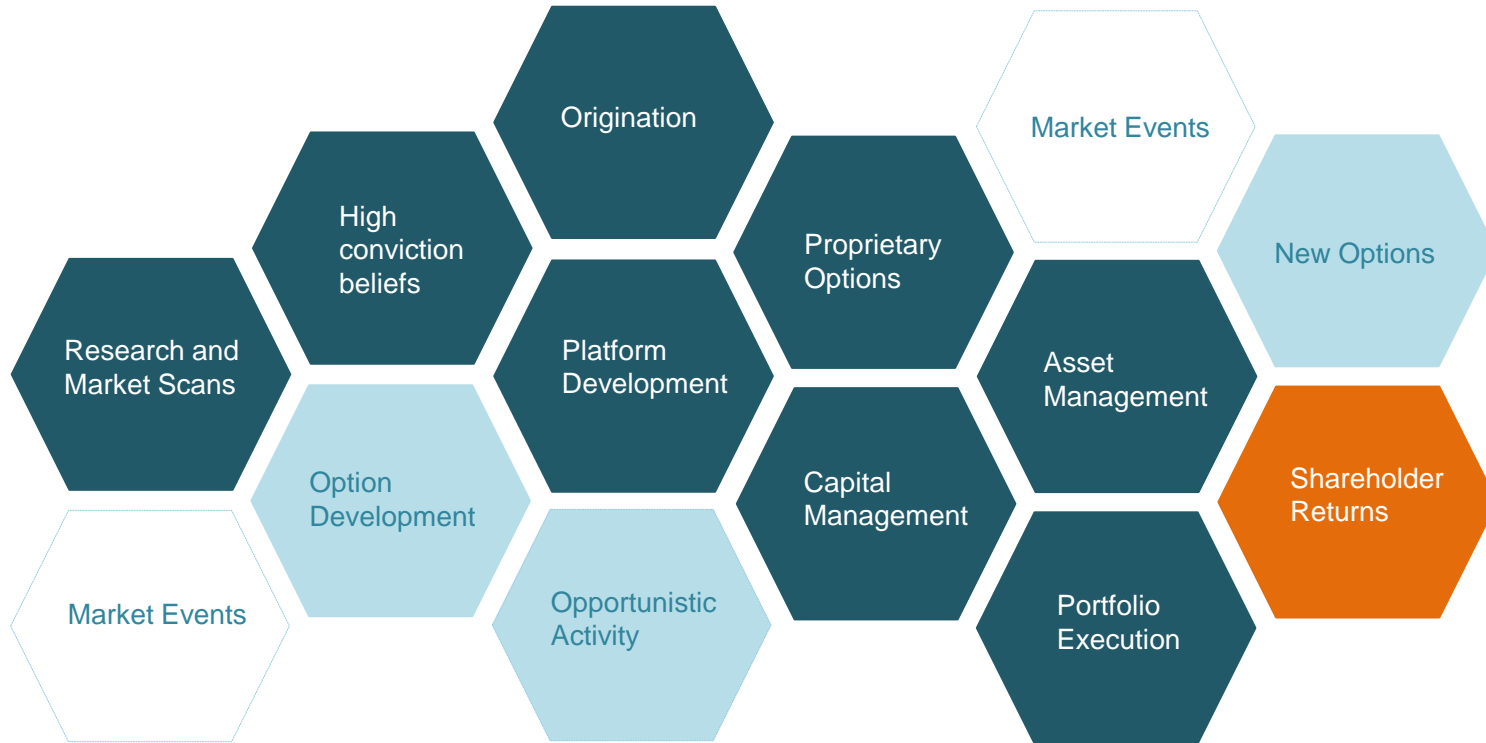 Origination
Market Events
High
conviction
beliefs
Proprietary
Options
New Options
Research and
Market Scans
Platform
Development
Asset
Management
Option
Development
Capital
Management
Shareholder
Returns
Market Events
Opportunistic
Activity
Portfolio
Execution